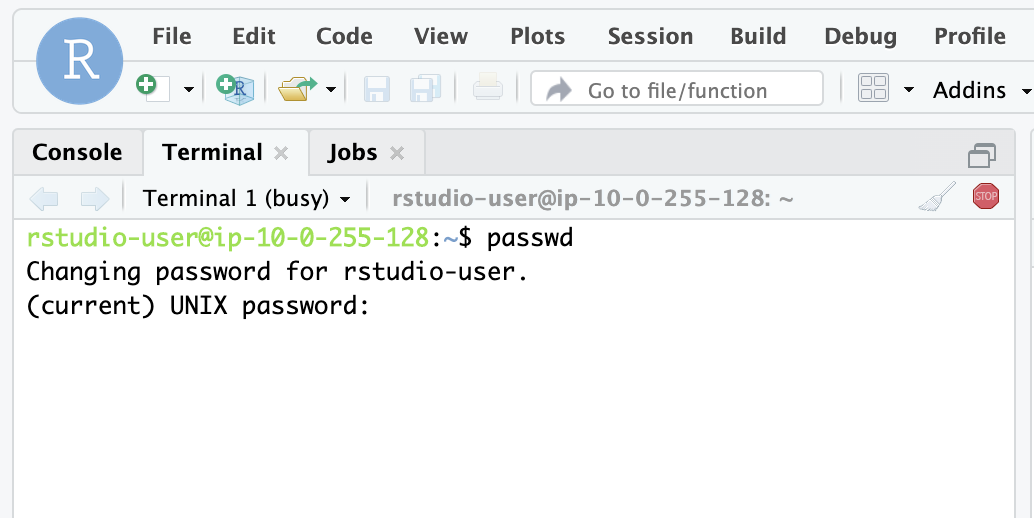 R File Edit Code View Plots Session Build Debug Profile
R Go to file/function Addins
Console Terminal Jobs
Terminal 1 (busy) rstudio-user@ip-10-0-255-128: ~ STOP
rstudio-user@ip-10-0-255-128:~$ passwd
Changing password for rstudio-user.
(current) UNIX password: